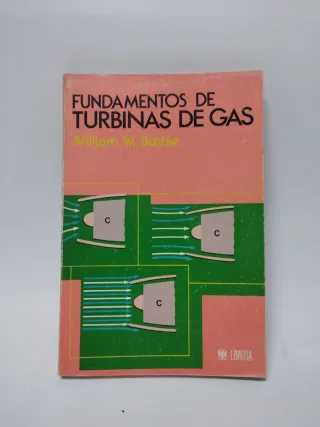 FUNDAMENTOS DE
TURBINAS DE GAS
William W. Bathie
C
C
C
LIMUSA